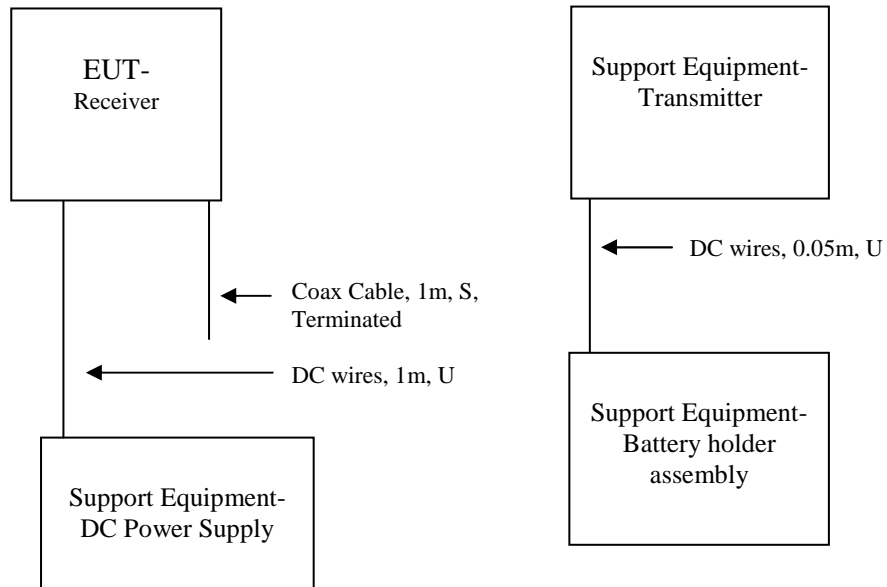 EUT-
Receiver
Support Equipment-
Transmitter
DC wires, 0.05m, U
Coax Cable, 1m, S,
Terminated
DC wires, 1m, U
Support Equipment-
Battery holder
assembly
Support Equipment-
DC Power Supply